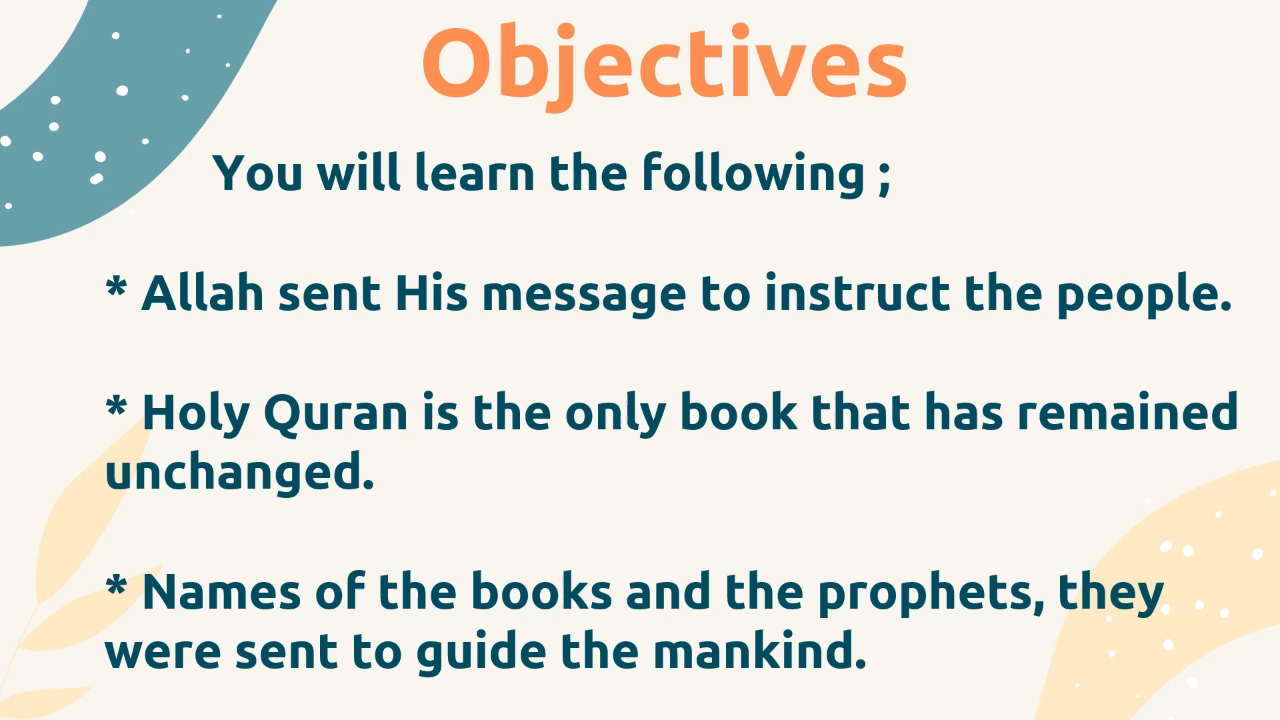 Objectives
You will learn the following ;
* Allah sent His message to instruct the people.
* Holy Quran is the only book that has remained
unchanged.
* Names of the books and the prophets, they
were sent to guide the mankind.